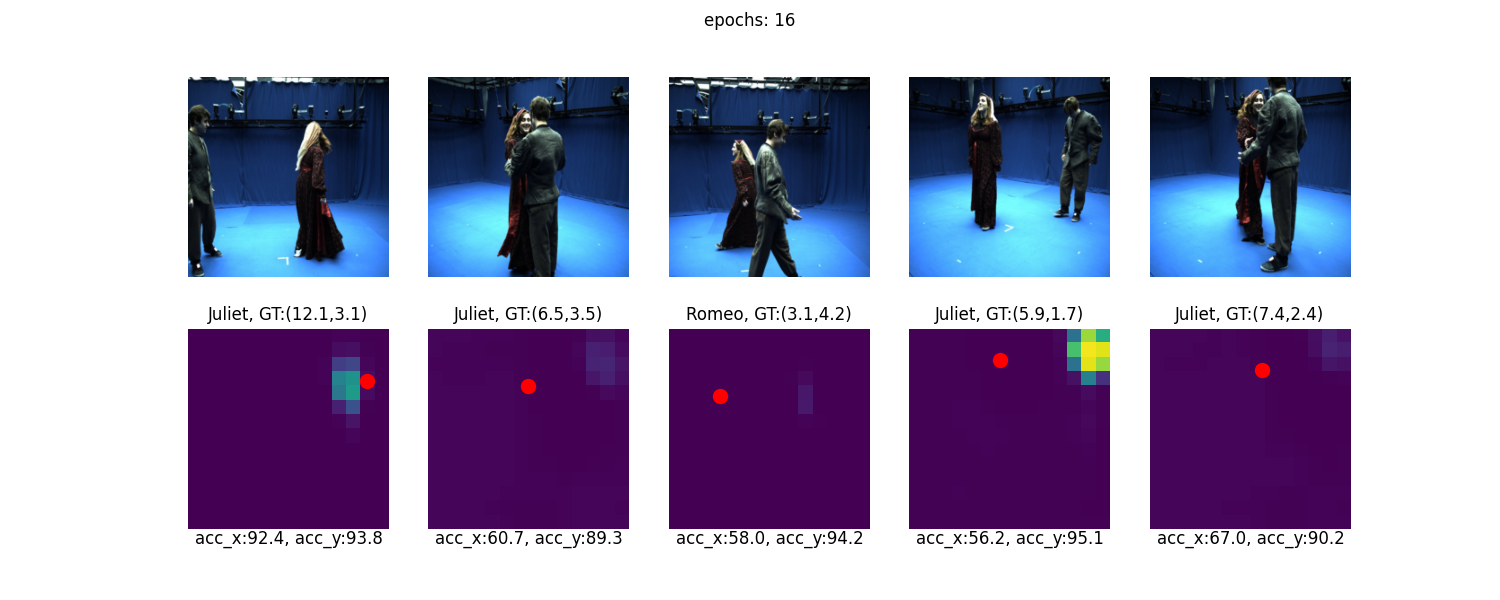 epochs: 16
Juliet, GT:(12.1,3.1)
Juliet, GT:(6.5,3.5)
Romeo, GT:(3.1,4.2)
Juliet, GT:(5.9,1.7)
Juliet, GT:(7.4,2.4)
acc_x:92.4, acc_y:93.8
acc_x:60.7, acc_y:89.3
acc_x:58.0, acc_y:94.2
acc_x:56.2, acc_y:95.1
acc_x:67.0, acc_y:90.2